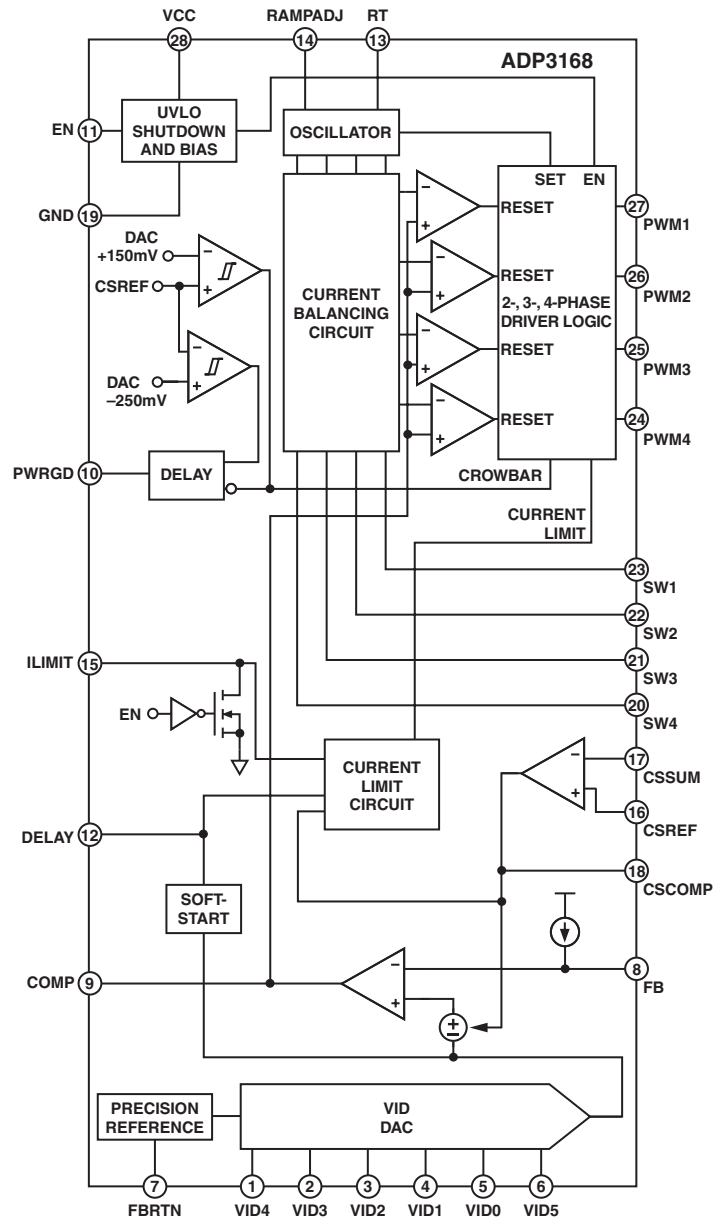 VCC
28
RAMPADJ
14
RT
13
ADP3168
EN 11
UVLO
SHUTDOWN
AND BIAS
OSCILLATOR
SET EN
GND 19
DAC
+150mV
CSREF
−
+
DAC
−250mV
−
+
CURRENT
BALANCING
CIRCUIT
−
+
RESET
−
+
RESET
−
+
RESET
−
+
RESET
2-, 3-, 4-PHASE
DRIVER LOGIC
27
PWM1
26
PWM2
25
PWM3
24
PWM4
PWRGD 10
DELAY
CROWBAR
CURRENT
LIMIT
23
SW1
22
SW2
21
SW3
20
SW4
ILIMIT 15
EN
CURRENT
LIMIT
CIRCUIT
−
+
17
CSSUM
16
CSREF
18
CSCOMP
DELAY 12
SOFT-
START
COMP 9
−
+
±
8
FB
PRECISION
REFERENCE
VID
DAC
7
FBRTN
1
VID4
2
VID3
3
VID2
4
VID1
5
VID0
6
VID5